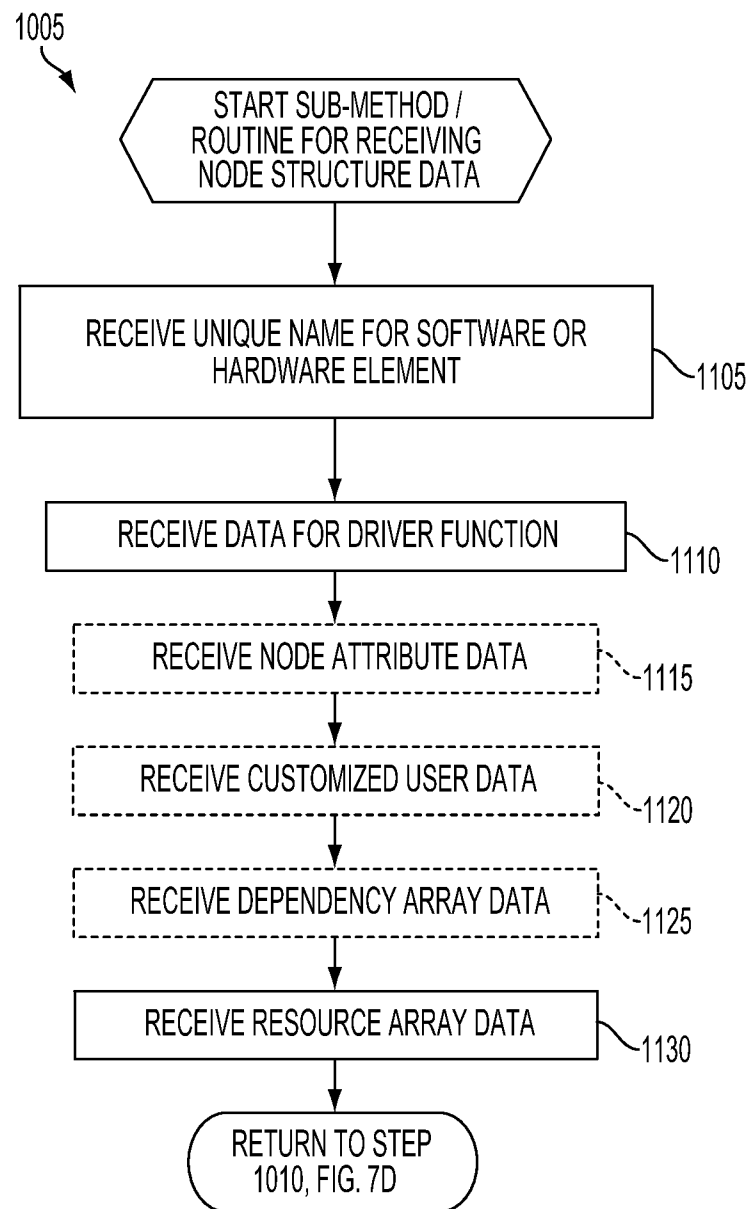 1005
START SUB-METHOD /
ROUTINE FOR RECEIVING
NODE STRUCTURE DATA
RECEIVE UNIQUE NAME FOR SOFTWARE OR
HARDWARE ELEMENT
1105
RECEIVE DATA FOR DRIVER FUNCTION
1110
RECEIVE NODE ATTRIBUTE DATA
1115
RECEIVE CUSTOMIZED USER DATA
1120
RECEIVE DEPENDENCY ARRAY DATA
1125
RECEIVE RESOURCE ARRAY DATA
1130
RETURN TO STEP
1010, FIG. 7D